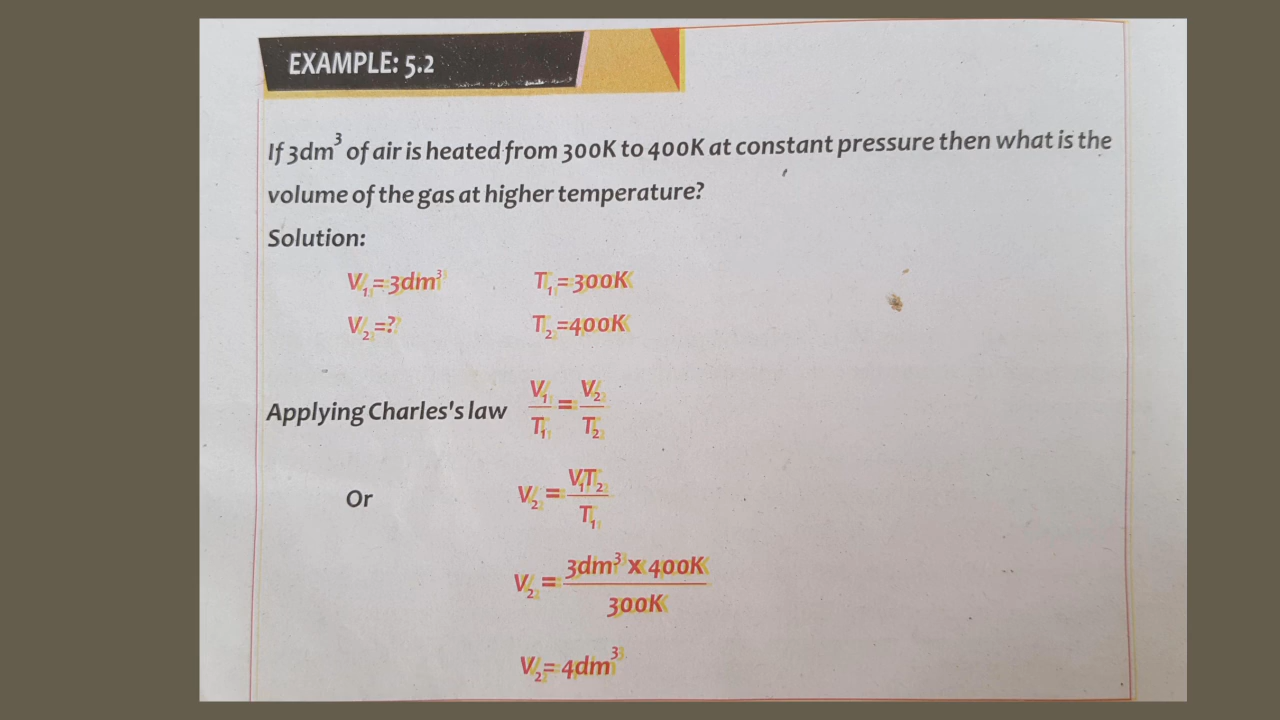 EXAMPLE: 5.2
If 3dm³ of air is heated from 300K to 400K at constant pressure then what is the
volume of the gas at higher temperature?
Solution:
V₁=3dm³ T₁=300K
V₂=? T₂=400K
Applying Charles's law V₁/T₁ = V₂/T₂
Or V₂ = V₁T₂/T₁
V₂ = 3dm³ x 400K/300K
V₂= 4dm³